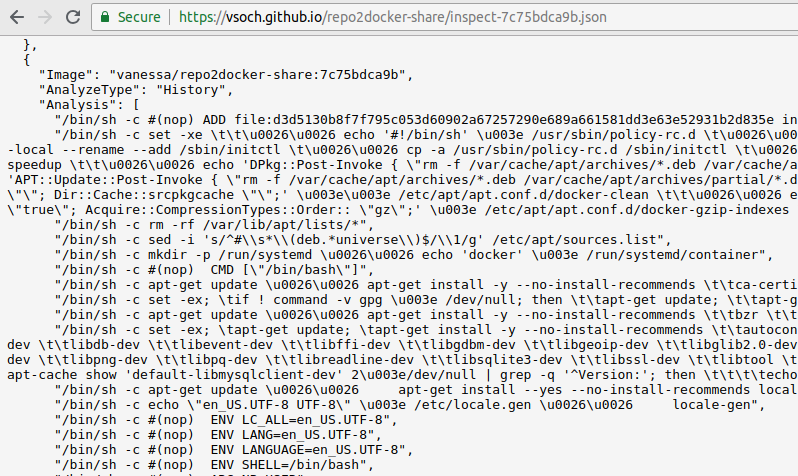 Secure https://vsoch.github.io/repo2docker-share/inspect-7c75bdca9b.json
},
{
"Image": "vanessa/repo2docker-share:7c75bdca9b",
"AnalyzeType": "History",
"Analysis": [
"/bin/sh -c #(nop) ADD file:d3d5130b8f7f795c053d60902a67257290e689a661581dd3e63e52931b2d835e in
"/bin/sh -c set -xe \t\t\u0026\u0026 echo '#!/bin/sh' \u003e /usr/sbin/policy-rc.d \t\u0026\u00
-local --rename --add /sbin/initctl \t\u0026\u0026 cp -a /usr/sbin/policy-rc.d /sbin/initctl \t\u00
speedup \t\t\u0026\u0026 echo 'DPkg::Post-Invoke { \"rm -f /var/cache/apt/archives/*.deb /var/cache/a
'APT::Update::Post-Invoke { \"rm -f /var/cache/apt/archives/*.deb /var/cache/apt/archives/partial/*.d
\"\"; Dir::Cache::srcpkgcache \"\";' \u003e\u003e /etc/apt/apt.conf.d/docker-clean \t\t\u0026\u0026 e
\"true\"; Acquire::CompressionTypes::Order:: \"gz\";' \u003e /etc/apt/apt.conf.d/docker-gzip-indexes
"/bin/sh -c rm -rf /var/lib/apt/lists/*",
"/bin/sh -c sed -i 's/^#\\s*\\(deb.*universe\\)$/\\1/g' /etc/apt/sources.list",
"/bin/sh -c mkdir -p /run/systemd \u0026\u0026 echo 'docker' \u003e /run/systemd/container",
"/bin/sh -c #(nop) CMD [\"/bin/bash\"]",
"/bin/sh -c apt-get update \u0026\u0026 apt-get install -y --no-install-recommends \t\tca-certi
"/bin/sh -c set -ex; \tif ! command -v gpg \u003e /dev/null; then \t\tapt-get update; \t\tapt-g
"/bin/sh -c apt-get update \u0026\u0026 apt-get install -y --no-install-recommends \t\tbzr \t\t
"/bin/sh -c set -ex; \tapt-get update; \tapt-get install -y --no-install-recommends \t\tautocon
dev \t\tlibdb-dev \t\tlibevent-dev \t\tlibffi-dev \t\tlibgdbm-dev \t\tlibgeoip-dev \t\tlibglib2.0-dev
dev \t\tlibpng-dev \t\tlibpq-dev \t\tlibreadline-dev \t\tlibsqlite3-dev \t\tlibssl-dev \t\tlibtool \t
apt-cache show 'default-libmysqlclient-dev' 2\u003e/dev/null | grep -q '^Version:'; then \t\t\t\techo
"/bin/sh -c apt-get update \u0026\u0026 apt-get install --yes --no-install-recommends local
"/bin/sh -c echo \"en_US.UTF-8 UTF-8\" \u003e /etc/locale.gen \u0026\u0026 locale-gen",
"/bin/sh -c #(nop) ENV LC_ALL=en_US.UTF-8",
"/bin/sh -c #(nop) ENV LANG=en_US.UTF-8",
"/bin/sh -c #(nop) ENV LANGUAGE=en_US.UTF-8",
"/bin/sh -c #(nop) ENV SHELL=/bin/bash",